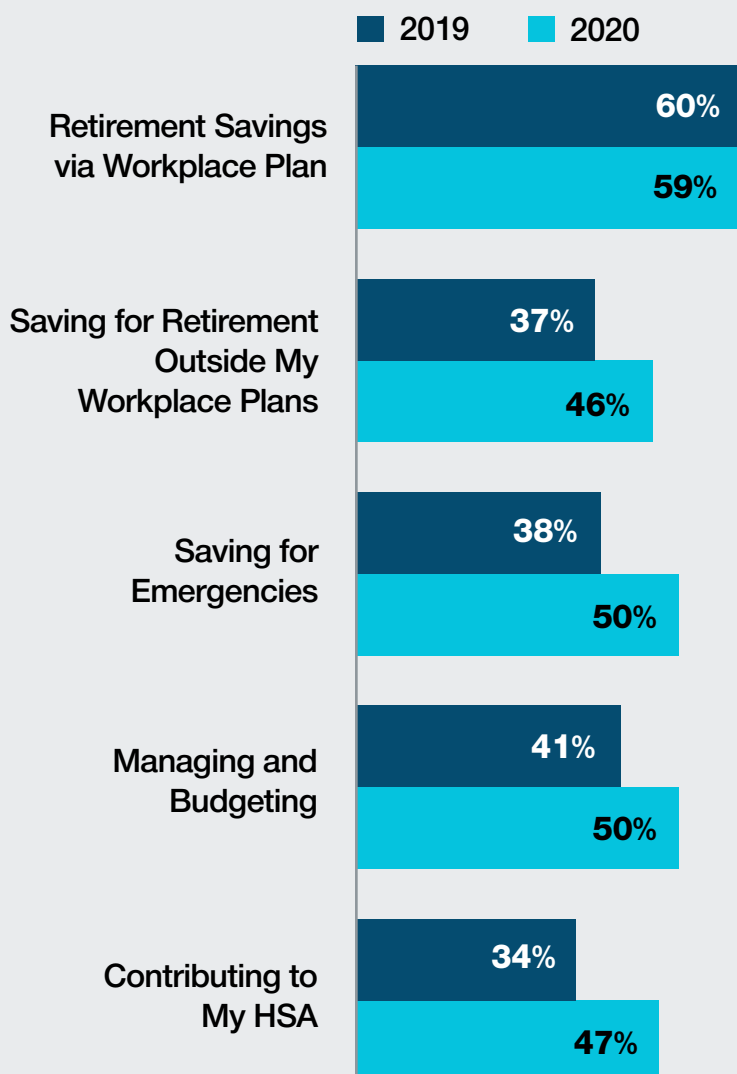 2019 2020
Retirement Savings
via Workplace Plan
60%
59%
Saving for Retirement
Outside My
Workplace Plans
37%
46%
Saving for
Emergencies
38%
50%
Managing and
Budgeting
41%
50%
Contributing to
My HSA
34%
47%